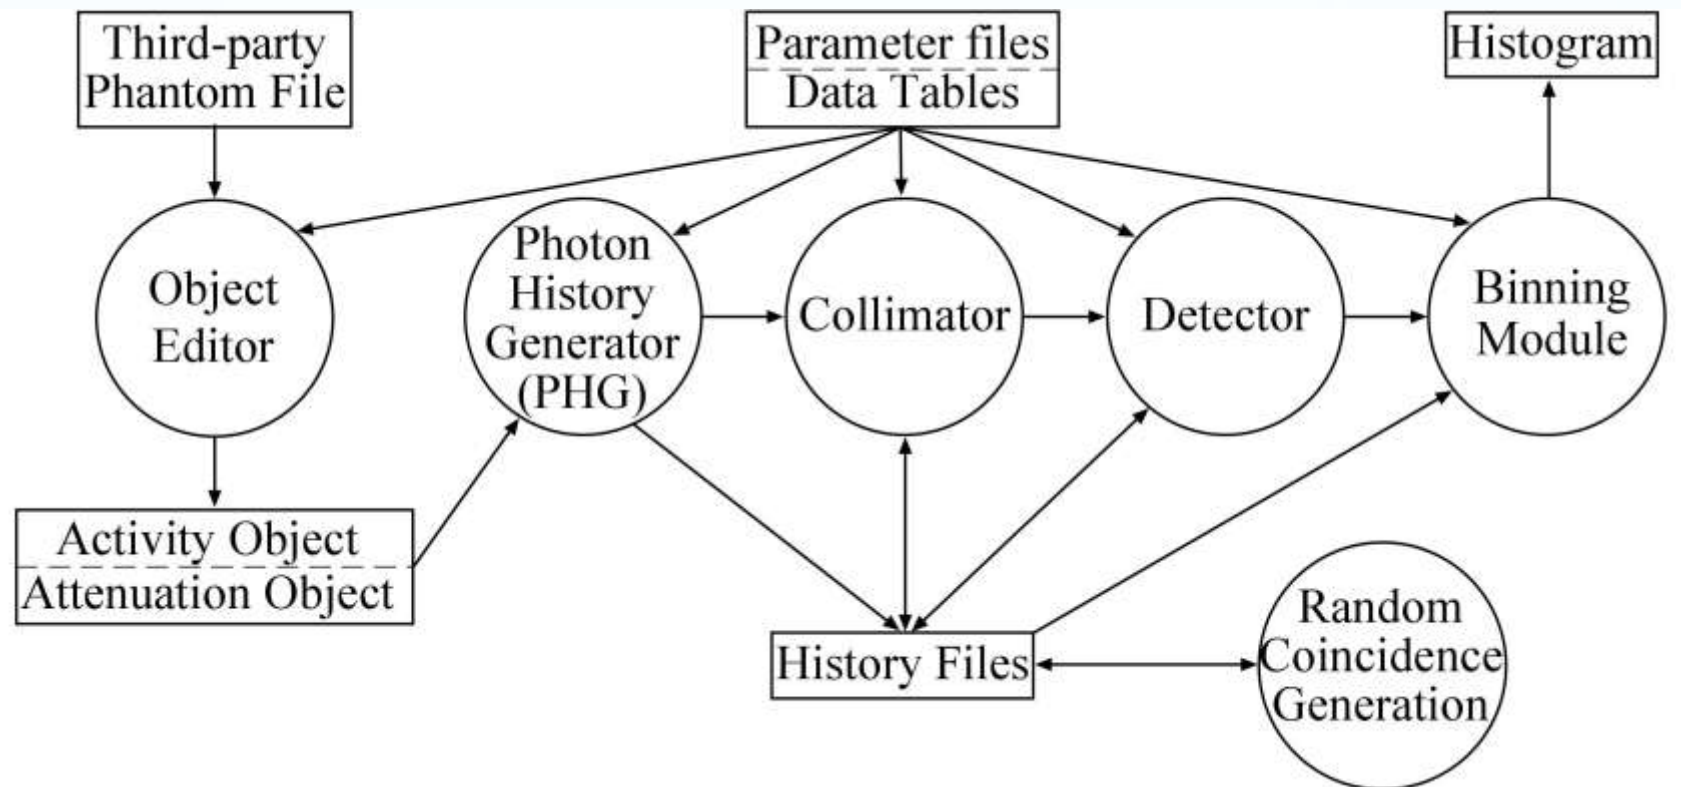 Third-party
Phantom File
Parameter files
Data Tables
Histogram
Object
Editor
Photon
History
Generator
(PHG)
Collimator
Detector
Binning
Module
Activity Object
Attenuation Object
History Files
Random
Coincidence
Generation